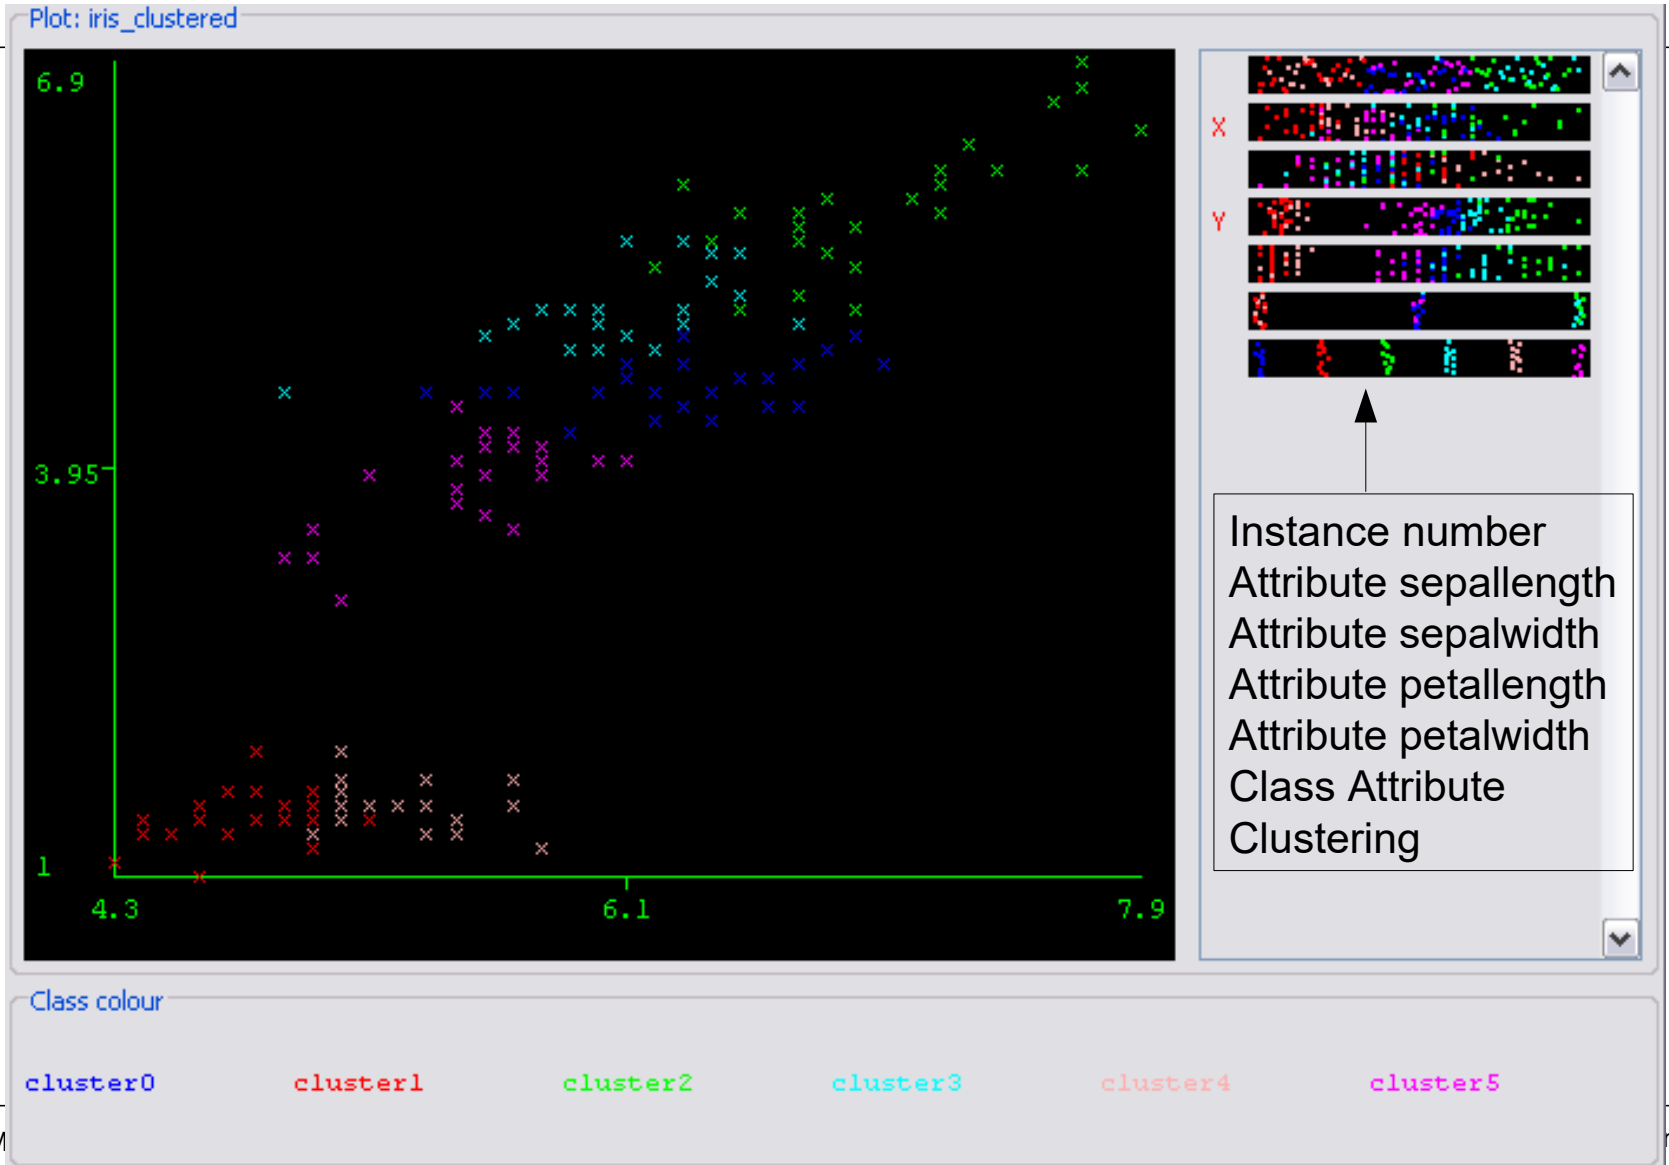 Plot: iris_clustered
6.9
X
Y
3.95
1
4.3 6.1 7.9
Instance number
Attribute sepallength
Attribute sepalwidth
Attribute petallength
Attribute petalwidth
Class Attribute
Clustering
Class colour
cluster0 cluster1 cluster2 cluster3 cluster4 cluster5